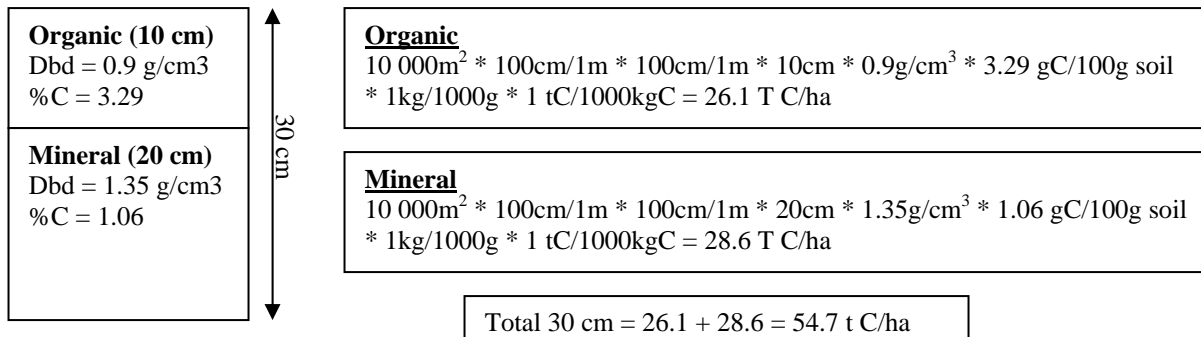 Organic (10 cm)
Dbd = 0.9 g/cm3
%C = 3.29
Mineral (20 cm)
Dbd = 1.35 g/cm3
%C = 1.06
30 cm
Organic
10 000m² * 100cm/1m * 100cm/1m * 10cm * 0.9g/cm³ * 3.29 gC/100g soil
* 1kg/1000g * 1 tC/1000kgC = 26.1 T C/ha
Mineral
10 000m² * 100cm/1m * 100cm/1m * 20cm * 1.35g/cm³ * 1.06 gC/100g soil
* 1kg/1000g * 1 tC/1000kgC = 28.6 T C/ha
Total 30 cm = 26.1 + 28.6 = 54.7 t C/ha